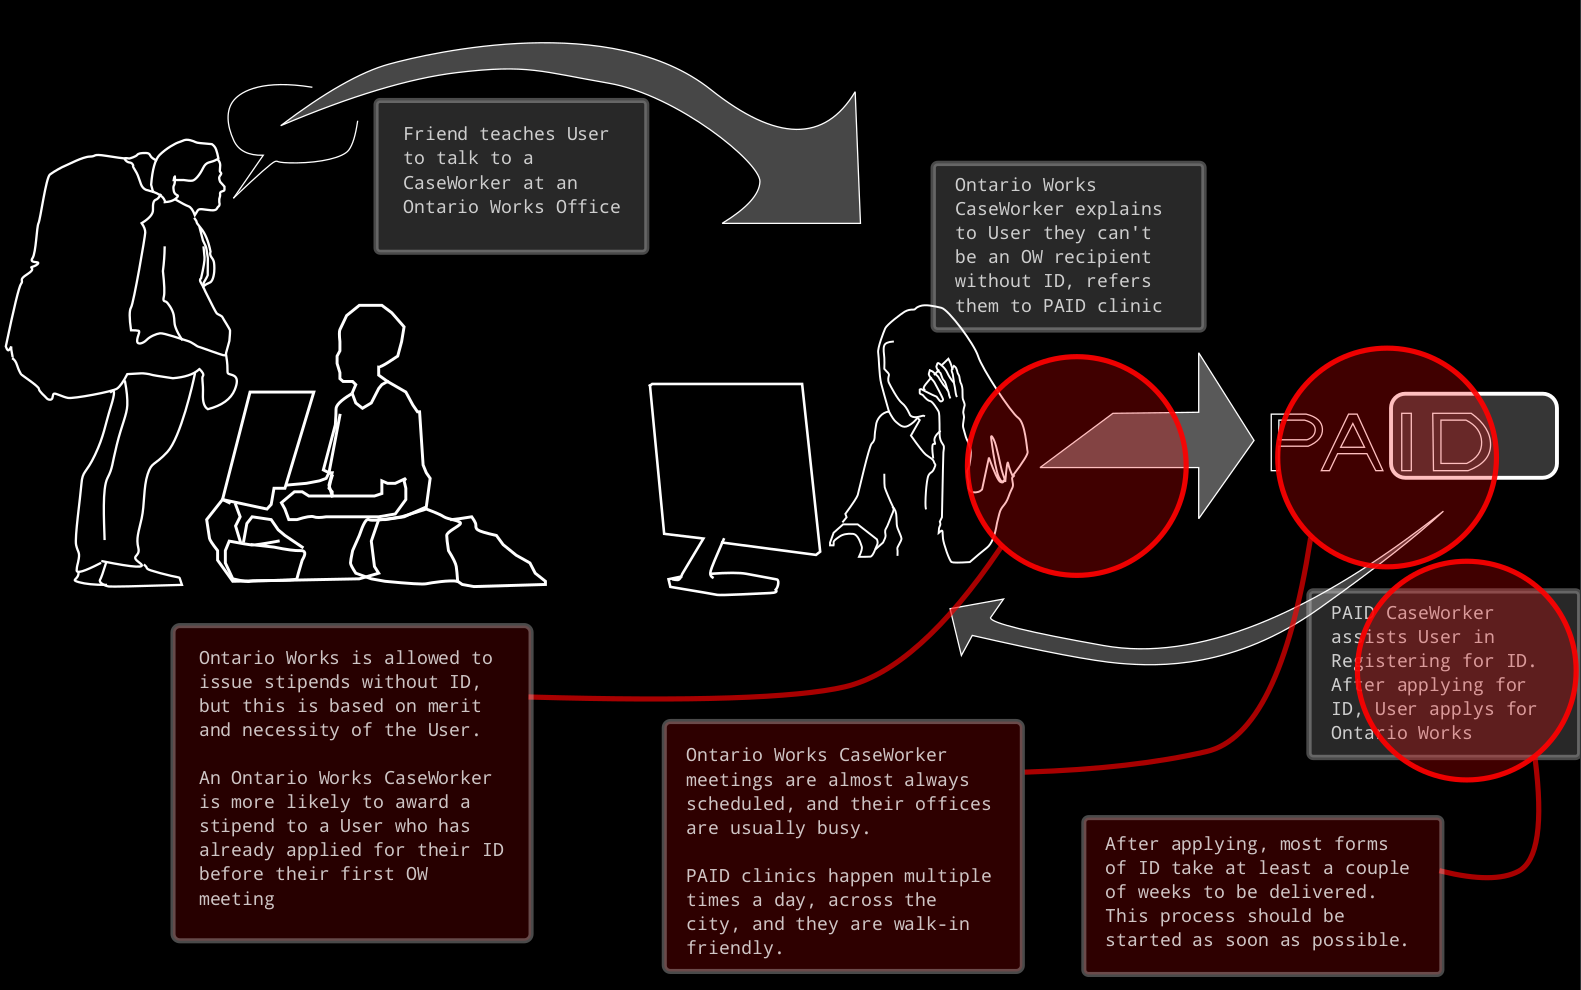 Friend teaches User
to talk to a
CaseWorker at an
Ontario Works Office
Ontario Works
CaseWorker explains
to User they can't
be an OW recipient
without ID, refers
them to PAID clinic
PAID
PAID CaseWorker
assists User in
Registering for ID.
After applying for
ID, User applys for
Ontario Works
Ontario Works is allowed to
issue stipends without ID,
but this is based on merit
and necessity of the User.
An Ontario Works CaseWorker
is more likely to award a
stipend to a User who has
already applied for their ID
before their first OW
meeting
Ontario Works CaseWorker
meetings are almost always
scheduled, and their offices
are usually busy.
PAID clinics happen multiple
times a day, across the
city, and they are walk-in
friendly.
After applying, most forms
of ID take at least a couple
of weeks to be delivered.
This process should be
started as soon as possible.